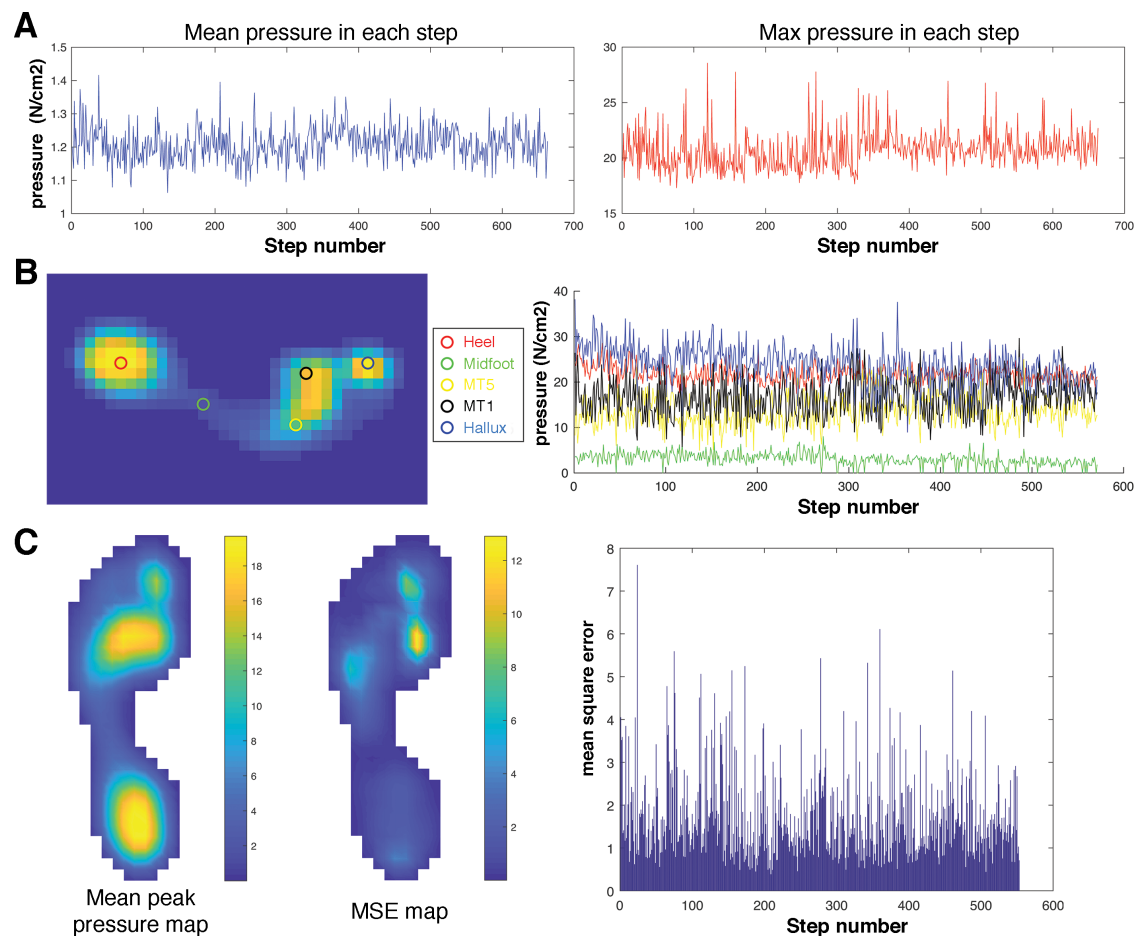 A
Mean pressure in each step
1.5
1.4
1.3
1.2
1.1
1
pressure (N/cm2)
0 100 200 300 400 500 600 700
Step number
Max pressure in each step
30
25
20
15
pressure (N/cm2)
0 100 200 300 400 500 600 700
Step number
B
Heel
Midfoot
MT5
MT1
Hallux
40
30
20
10
0
pressure (N/cm2)
0 100 200 300 400 500 600
Step number
C
18
16
14
12
10
8
6
4
2
Mean peak
pressure map
12
10
8
6
4
2
MSE map
8
7
6
5
4
3
2
1
0
mean square error
0 100 200 300 400 500 600
Step number